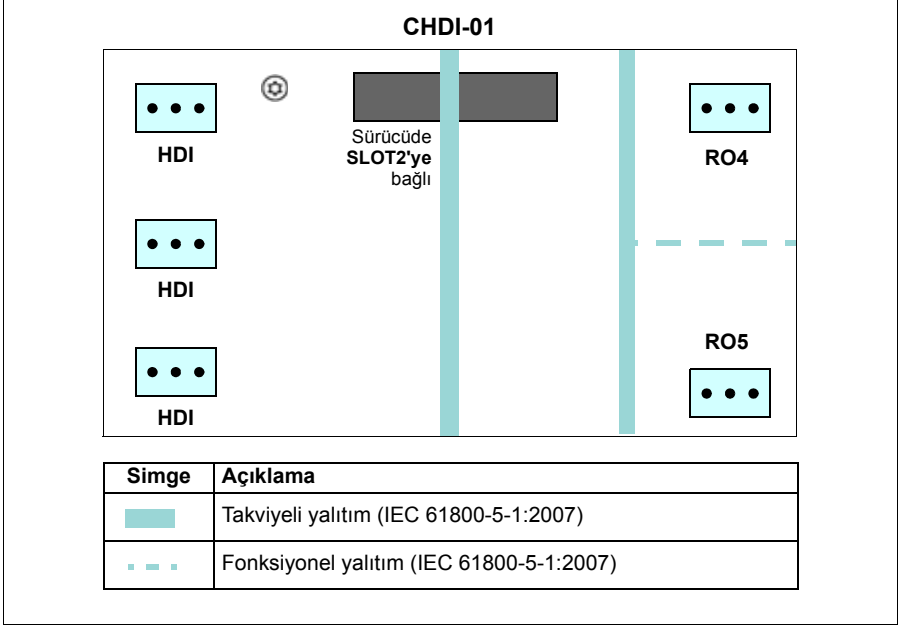 CHDI-01
HDI
Sürücüde
SLOT2'ye
bağlı
RO4
HDI
HDI
RO5
Simge Açıklama
Takviyeli yalıtım (IEC 61800-5-1:2007)
Fonksiyonel yalıtım (IEC 61800-5-1:2007)